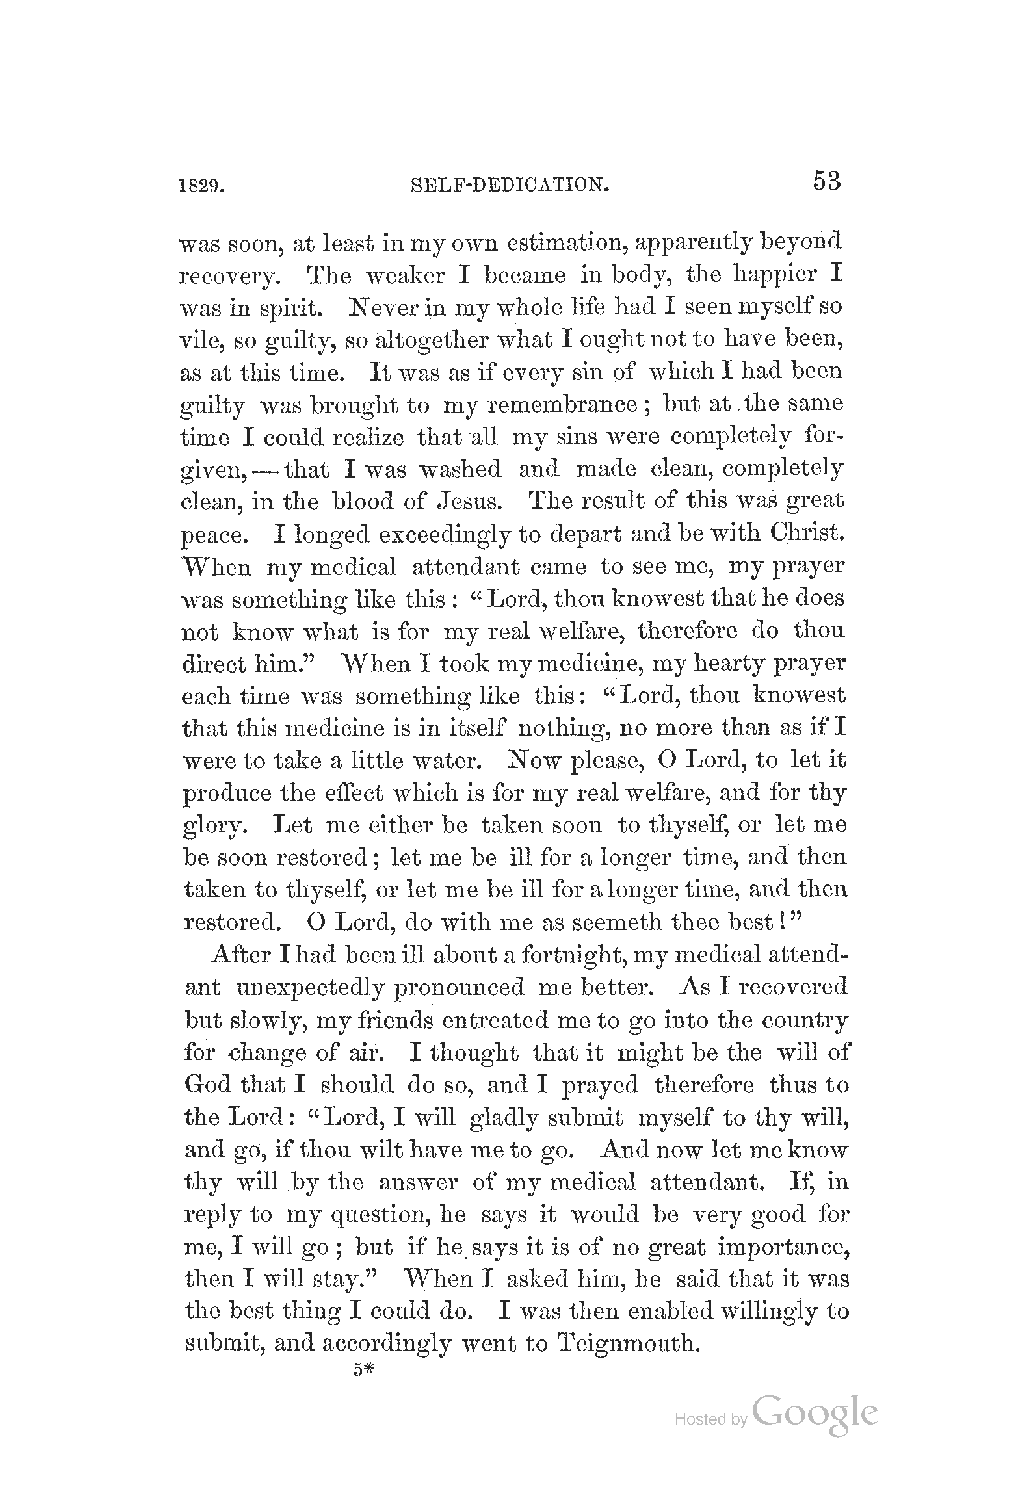 1829. SELF-DEDICATION. 53
was soon, at least in my own estimation, apparently beyond
recovery. The weaker I became in body, the happier I
was in spirit. Never in my whole life had I seen myself so
vile, so guilty, so altogether what I ought not to have been,
as at this time. It was as if every sin of which I had been
guilty was brought to my remembrance; but at the same
time I could realize that all my sins were completely for-
given,—that I was washed and made clean, completely
clean, in the blood of Jesus. The result of this was great
peace. I longed exceedingly to depart and be with Christ.
When my medical attendant came to see me, my prayer
was something like this: “Lord, thou knowest that he does
not know what is for my real welfare, therefore do thou
direct him.” When I took my medicine, my hearty prayer
each time was something like this: “Lord, thou knowest
that this medicine is in itself nothing, no more than as if I
were to take a little water. Now please, O Lord, to let it
produce the effect which is for my real welfare, and for thy
glory. Let me either be taken soon to thyself, or let me
be soon restored; let me be ill for a longer time, and then
taken to thyself, or let me be ill for a longer time, and then
restored. O Lord, do with me as seemeth thee best!”
After I had been ill about a fortnight, my medical attend-
ant unexpectedly pronounced me better. As I recovered
but slowly, my friends entreated me to go into the country
for change of air. I thought that it might be the will of
God that I should do so, and I prayed therefore thus to
the Lord: “Lord, I will gladly submit myself to thy will,
and go, if thou wilt have me to go. And now let me know
thy will by the answer of my medical attendant. If, in
reply to my question, he says it would be very good for
me, I will go; but if he says it is of no great importance,
then I will stay.” When I asked him, he said that it was
the best thing I could do. I was then enabled willingly to
submit, and accordingly went to Teignmouth.
5*
Hosted by Google